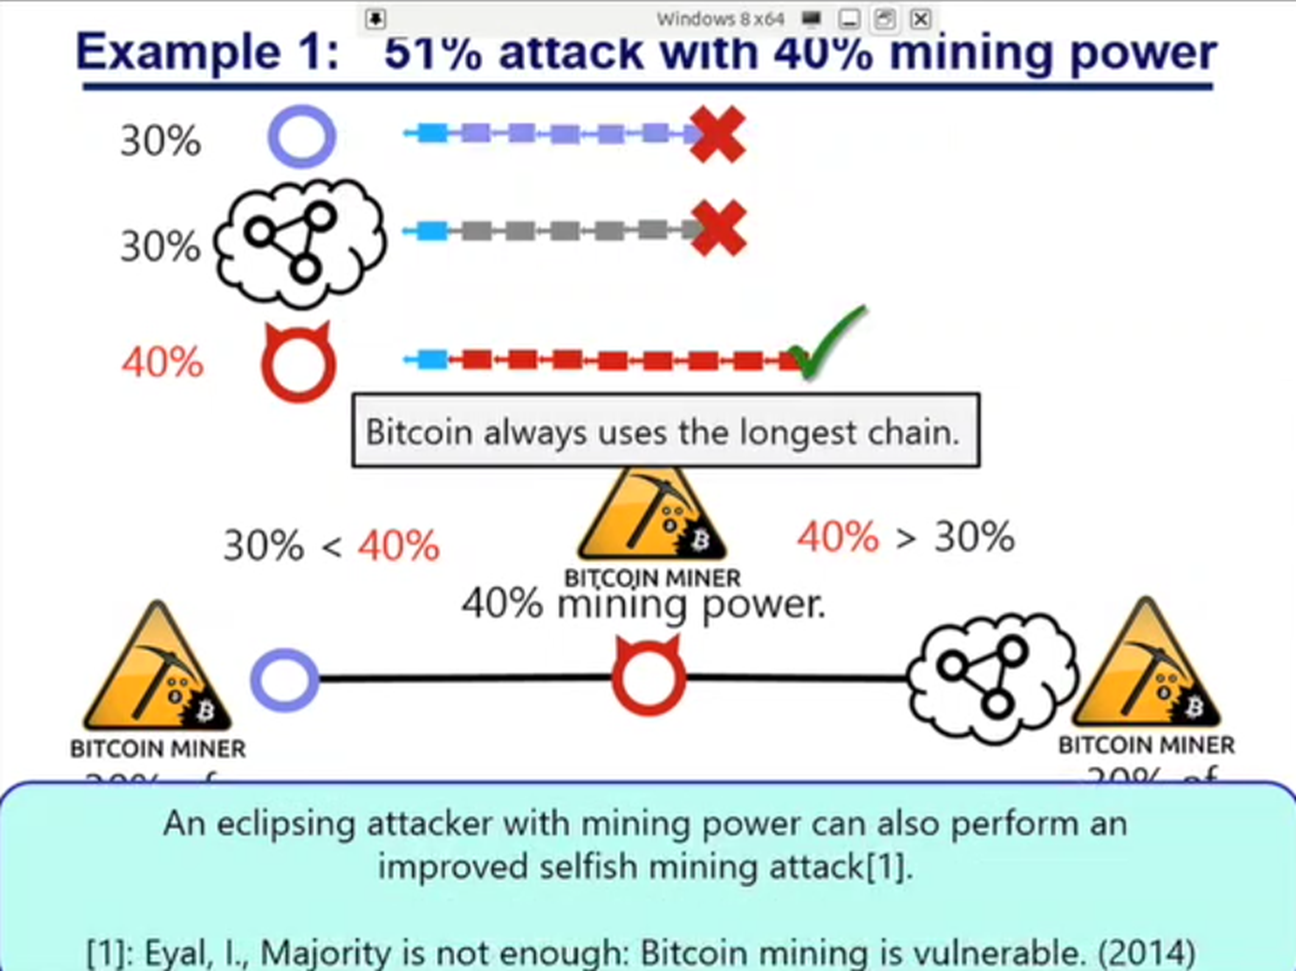 Windows 8 x64
Example 1: 51% attack with 40% mining power
30%
30%
40%
Bitcoin always uses the longest chain.
30% < 40%
40% > 30%
BITCOIN MINER
40% mining power.
BITCOIN MINER
BITCOIN MINER
An eclipsing attacker with mining power can also perform an
improved selfish mining attack[1].
[1]: Eyal, I., Majority is not enough: Bitcoin mining is vulnerable. (2014)